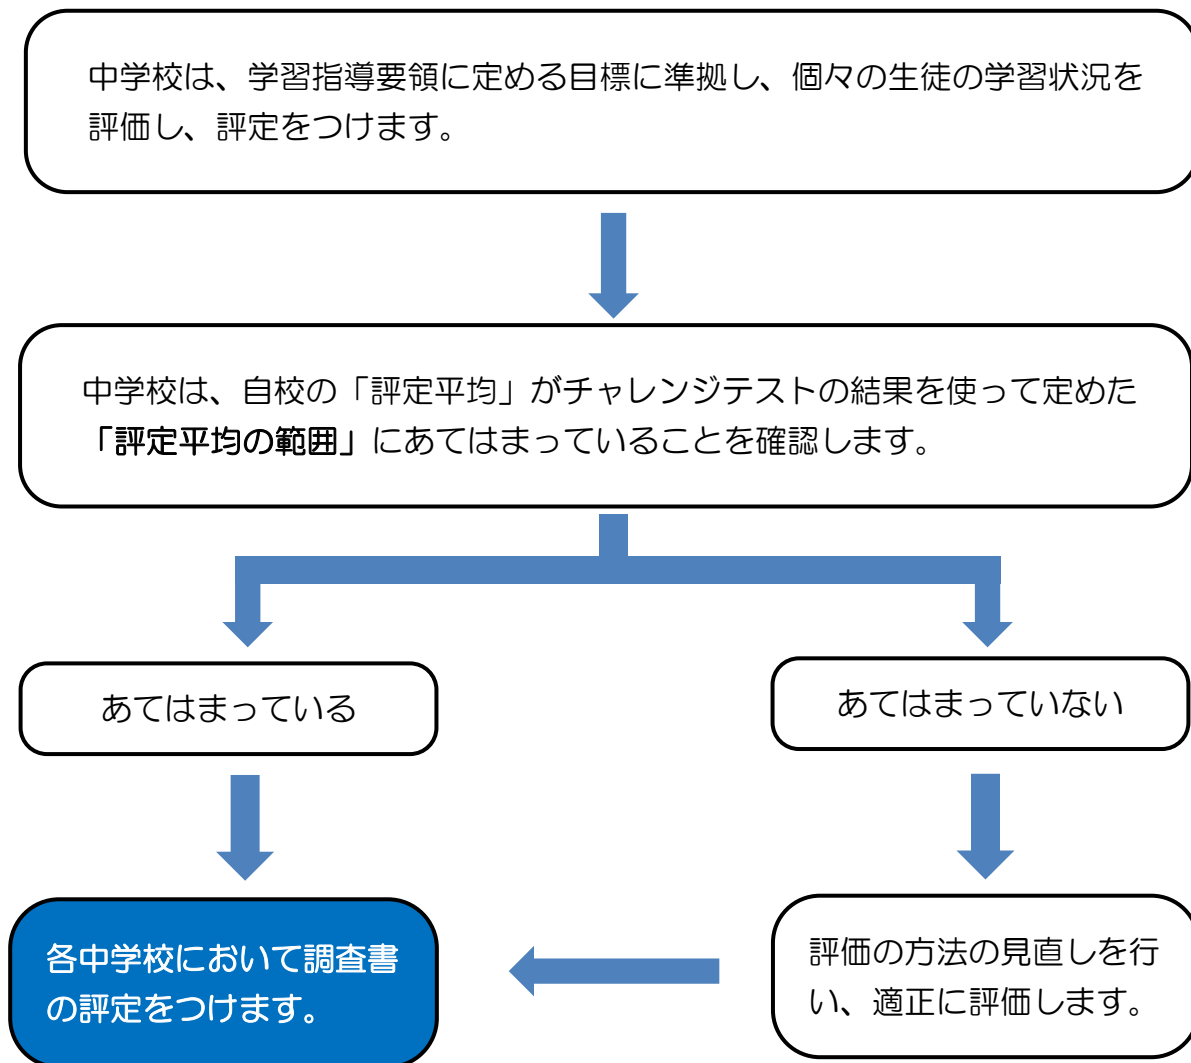 中学校は、学習指導要領に定める目標に準拠し、個々の生徒の学習状況を
評価し、評定をつけます。
中学校は、自校の「評定平均」がチャレンジテストの結果を使って定めた
「評定平均の範囲」にあてはまっていることを確認します。
あてはまっている
あてはまっていない
各中学校において調査書
の評定をつけます。
評価の方法の見直しを行
い、適正に評価します。